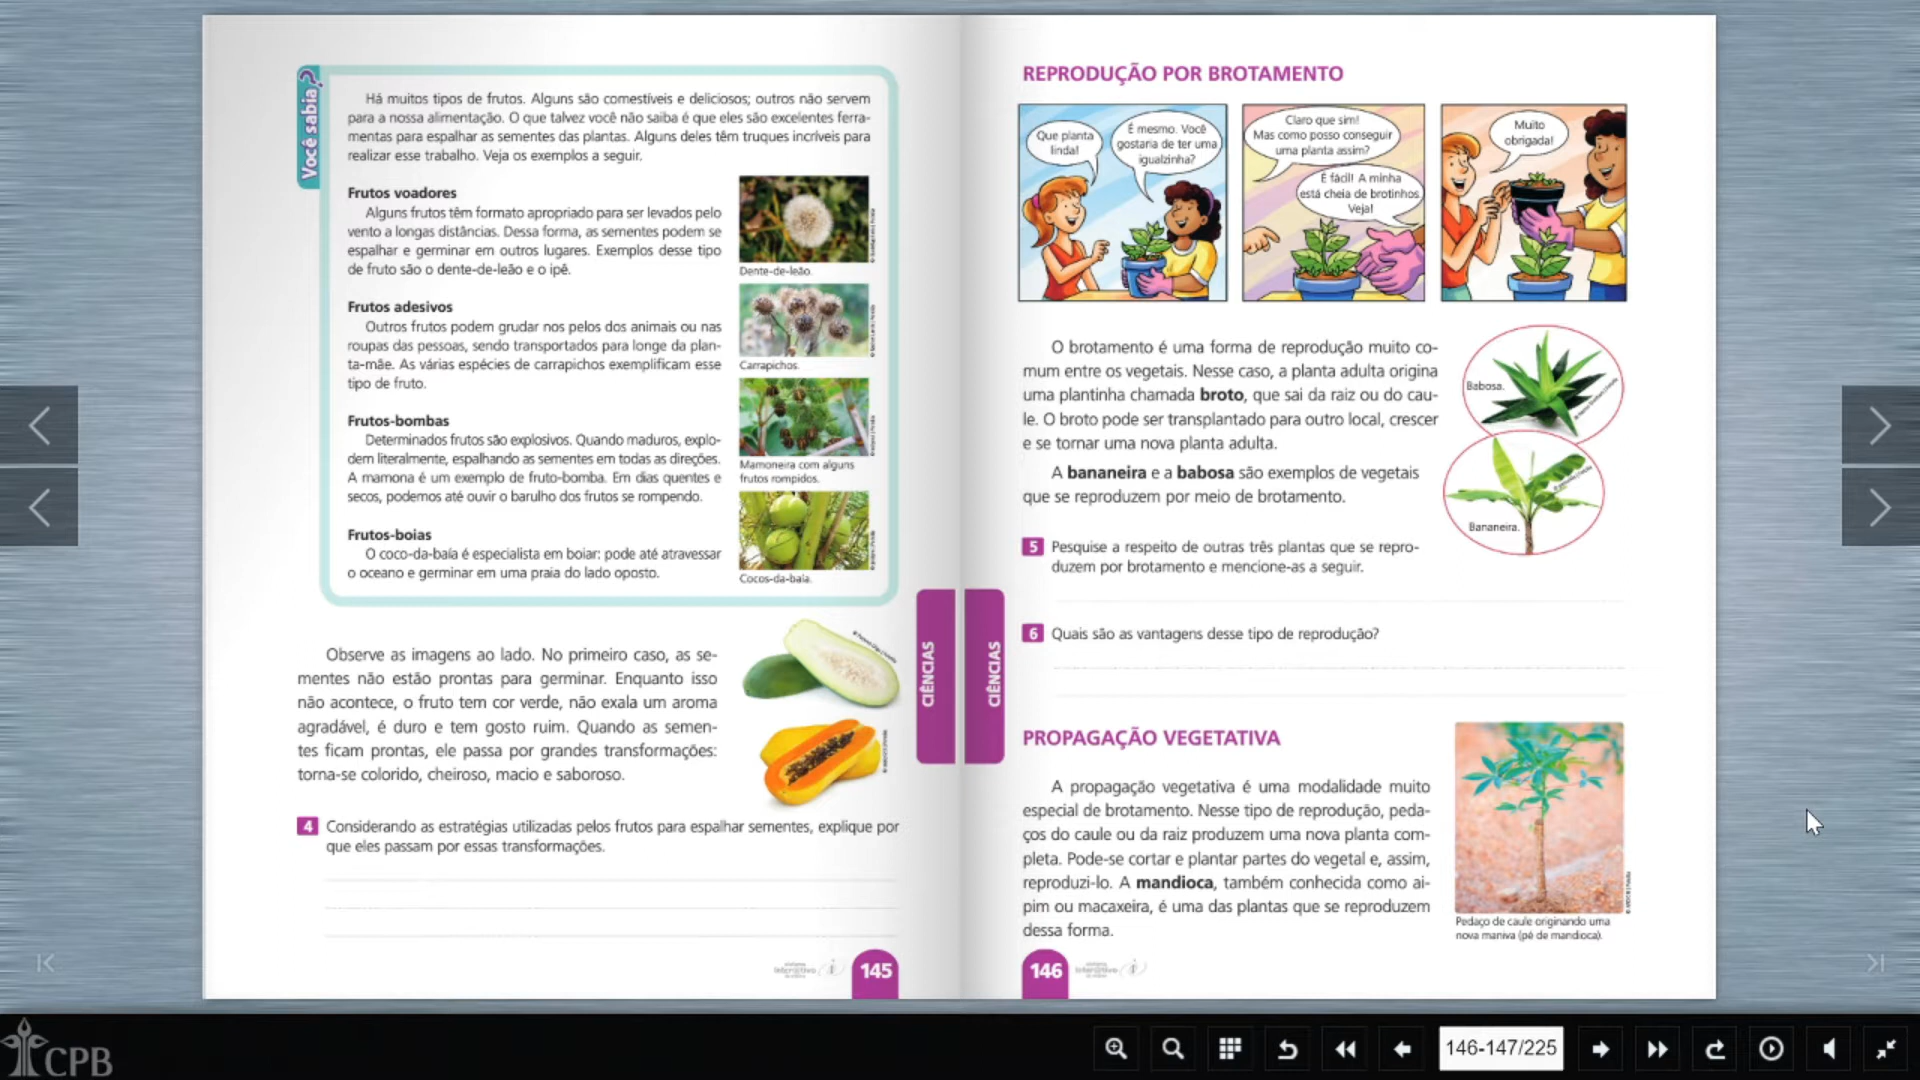 Você sabia?
Há muitos tipos de frutos. Alguns são comestíveis e deliciosos; outros não servem
para a nossa alimentação. O que talvez você não saiba é que eles são excelentes ferra-
mentas para espalhar as sementes das plantas. Alguns deles têm truques incríveis para
realizar esse trabalho. Veja os exemplos a seguir.
Frutos voadores
Alguns frutos têm formato apropriado para ser levados pelo
vento a longas distâncias. Dessa forma, as sementes podem se
espalhar e germinar em outros lugares. Exemplos desse tipo
de fruto são o dente-de-leão e o ipê.
Dente-de-leão.
Frutos adesivos
Outros frutos podem grudar nos pelos dos animais ou nas
roupas das pessoas, sendo transportados para longe da plan-
ta-mãe. As várias espécies de carrapichos exemplificam esse
tipo de fruto.
Carrapichos.
Frutos-bombas
Determinados frutos são explosivos. Quando maduros, explo-
dem literalmente, espalhando as sementes em todas as direções.
A mamona é um exemplo de fruto-bomba. Em dias quentes e
secos, podemos até ouvir o barulho dos frutos se rompendo.
Mamoneira com alguns
frutos rompidos.
Frutos-boias
O coco-da-baía é especialista em boiar: pode até atravessar
o oceano e germinar em uma praia do lado oposto.
Cocos-da-baía.
Observe as imagens ao lado. No primeiro caso, as se-
mentes não estão prontas para germinar. Enquanto isso
não acontece, o fruto tem cor verde, não exala um aroma
agradável, é duro e tem gosto ruim. Quando as semen-
tes ficam prontas, ele passa por grandes transformações:
torna-se colorido, cheiroso, macio e saboroso.
4 Considerando as estratégias utilizadas pelos frutos para espalhar sementes, explique por
que eles passam por essas transformações.
145
CIÊNCIAS
CIÊNCIAS
REPRODUÇÃO POR BROTAMENTO
Que planta
linda!
É mesmo. Você
gostaria de ter uma
igualzinha?
Claro que sim!
Mas como posso conseguir
uma planta assim?
É fácil! A minha
está cheia de brotinhos.
Veja!
Muito
obrigada!
O brotamento é uma forma de reprodução muito co-
mum entre os vegetais. Nesse caso, a planta adulta origina
uma plantinha chamada broto, que sai da raiz ou do cau-
le. O broto pode ser transplantado para outro local, crescer
e se tornar uma nova planta adulta.
A bananeira e a babosa são exemplos de vegetais
que se reproduzem por meio de brotamento.
Babosa.
Bananeira.
5 Pesquise a respeito de outras três plantas que se repro-
duzem por brotamento e mencione-as a seguir.
6 Quais são as vantagens desse tipo de reprodução?
PROPAGAÇÃO VEGETATIVA
A propagação vegetativa é uma modalidade muito
especial de brotamento. Nesse tipo de reprodução, peda-
ços do caule ou da raiz produzem uma nova planta com-
pleta. Pode-se cortar e plantar partes do vegetal e, assim,
reproduzi-lo. A mandioca, também conhecida como ai-
pim ou macaxeira, é uma das plantas que se reproduzem
dessa forma.
Pedaço de caule originando uma
nova maniva (pé de mandioca).
146
CPB
146-147/225